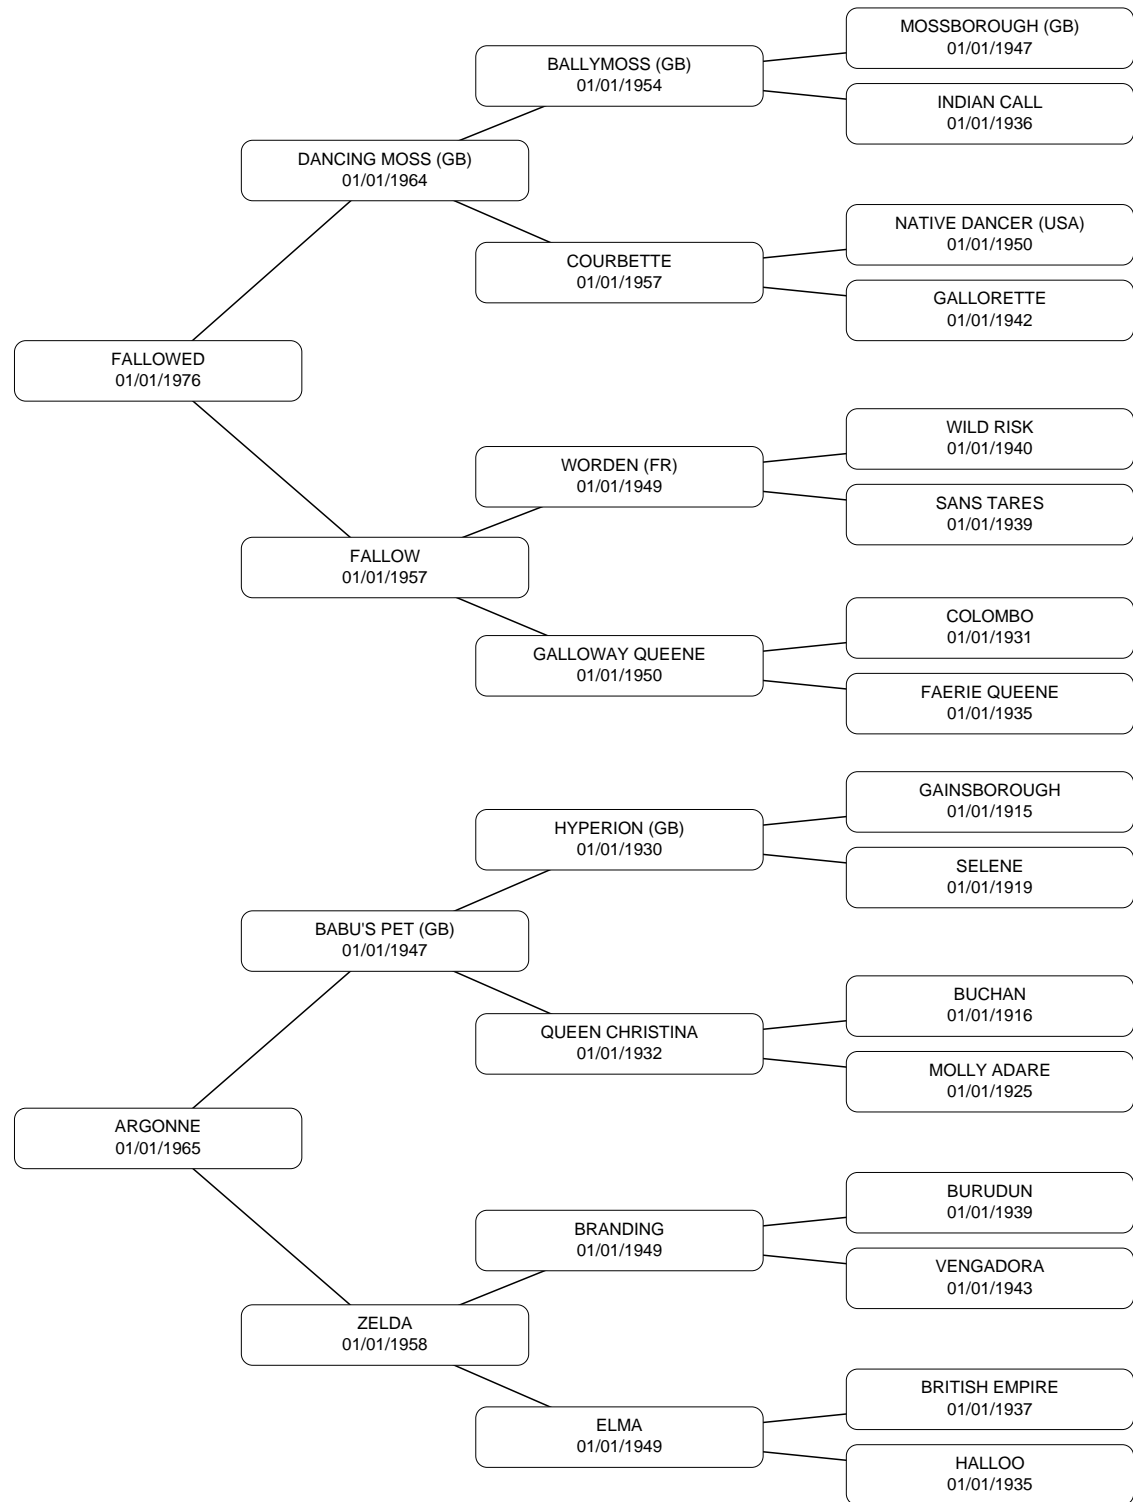 MOSSBOROUGH (GB)
01/01/1947
BALLYMOSS (GB)
01/01/1954
INDIAN CALL
01/01/1936
DANCING MOSS (GB)
01/01/1964
NATIVE DANCER (USA)
01/01/1950
COURBETTE
01/01/1957
GALLORETTE
01/01/1942
FALLOWED
01/01/1976
WILD RISK
01/01/1940
WORDEN (FR)
01/01/1949
SANS TARES
01/01/1939
FALLOW
01/01/1957
COLOMBO
01/01/1931
GALLOWAY QUEENE
01/01/1950
FAERIE QUEENE
01/01/1935
GAINSBOROUGH
01/01/1915
HYPERION (GB)
01/01/1930
SELENE
01/01/1919
BABU'S PET (GB)
01/01/1947
BUCHAN
01/01/1916
QUEEN CHRISTINA
01/01/1932
MOLLY ADARE
01/01/1925
ARGONNE
01/01/1965
BURUDUN
01/01/1939
BRANDING
01/01/1949
VENGADORA
01/01/1943
ZELDA
01/01/1958
BRITISH EMPIRE
01/01/1937
ELMA
01/01/1949
HALLOO
01/01/1935